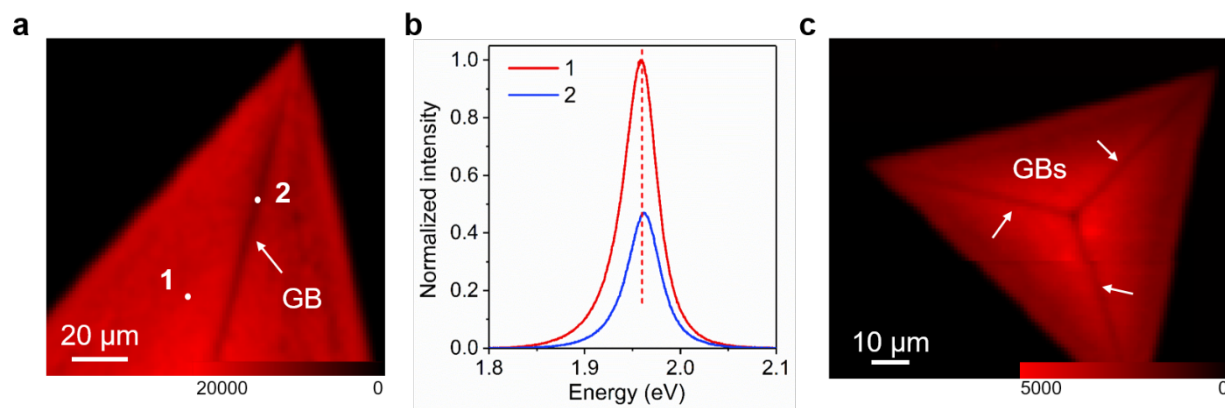 a
1
2
GB
20 μm
20000
0
b
1
2
Normalized intensity
1.0
0.8
0.6
0.4
0.2
0.0
1.8
1.9
2.0
2.1
Energy (eV)
c
GBs
10 μm
5000
0